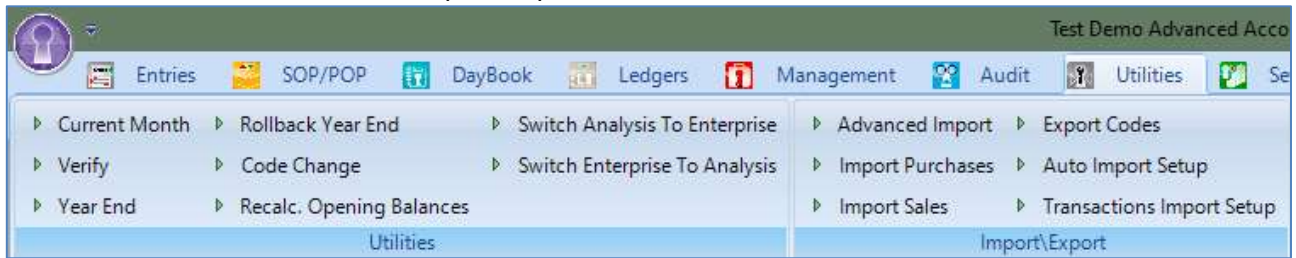 Test Demo Advanced Acco
Entries SOP/POP DayBook Ledgers Management Audit Utilities Se
Current Month Rollback Year End Switch Analysis To Enterprise Advanced Import Export Codes
Verify Code Change Switch Enterprise To Analysis Import Purchases Auto Import Setup
Year End Recalc. Opening Balances Import Sales Transactions Import Setup
Utilities Import\Export